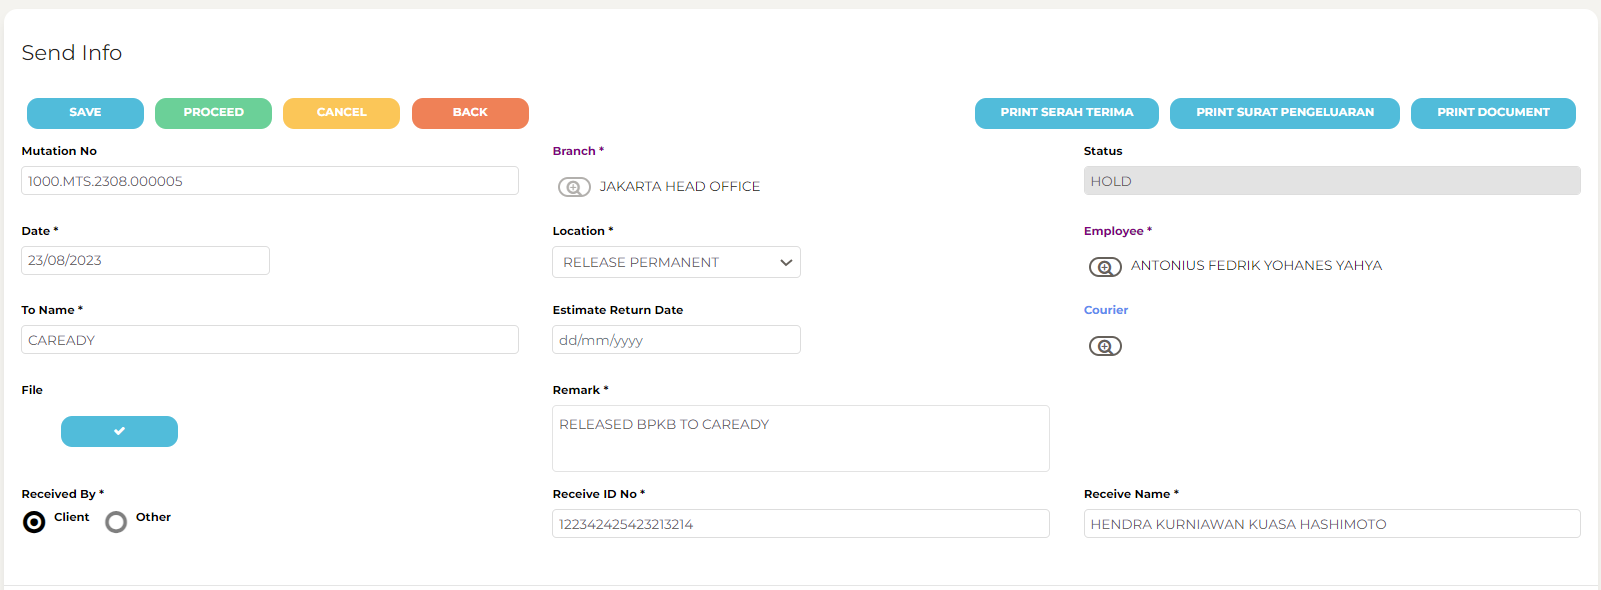 Send Info
SAVE PROCEED CANCEL BACK PRINT SERAH TERIMA PRINT SURAT PENGELUARAN PRINT DOCUMENT
Mutation No Branch * Status
1000.MTS.2308.000005 JAKARTA HEAD OFFICE HOLD
Date * Location * Employee *
23/08/2023 RELEASE PERMANENT ANTONIUS FEDRIK YOHANES YAHYA
To Name * Estimate Return Date Courier
CAREADY dd/mm/yyyy
File Remark *
RELEASED BPKB TO CAREADY
Received By * Receive ID No * Receive Name *
Client Other 122342425423213214 HENDRA KURNIAWAN KUASA HASHIMOTO